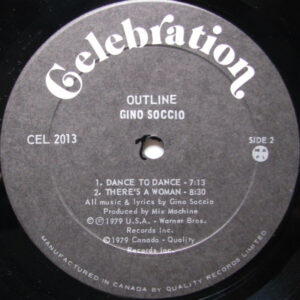 Celebration
OUTLINE
GINO SOCCIO
CEL. 2013
SIDE 2
1. DANCE TO DANCE - 7:13
2. THERE'S A WOMAN - 8:30
All music & lyrics by Gino Soccio
Produced by Mix Machine
©℗ 1979 U.S.A. - Warner Bros.
Records Inc.
©1979 Canada - Quality
Records Inc.
MANUFACTURED IN CANADA BY QUALITY RECORDS LIMITED